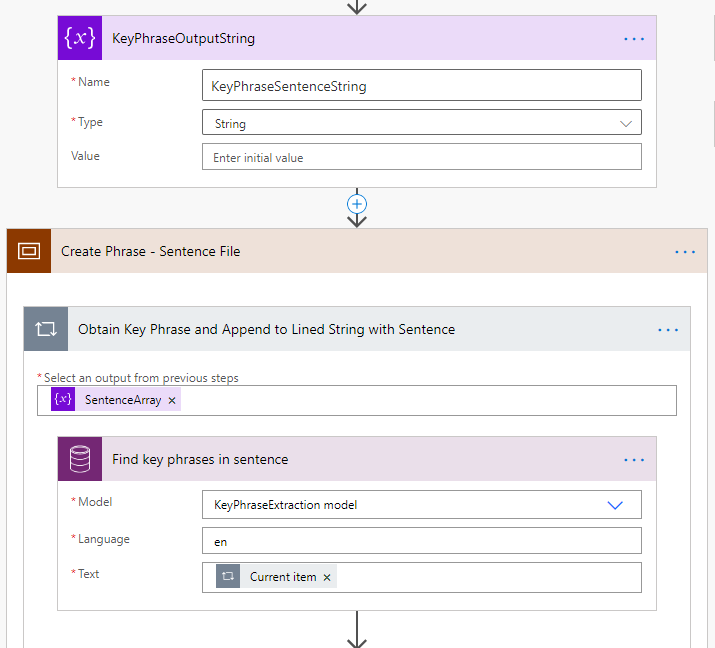 {x} KeyPhraseOutputString ...
* Name KeyPhraseSentenceString
* Type String
Value Enter initial value
Create Phrase - Sentence File ...
Obtain Key Phrase and Append to Lined String with Sentence ...
* Select an output from previous steps
{x} SentenceArray ×
Find key phrases in sentence ...
* Model KeyPhraseExtraction model
* Language en
* Text Current item ×